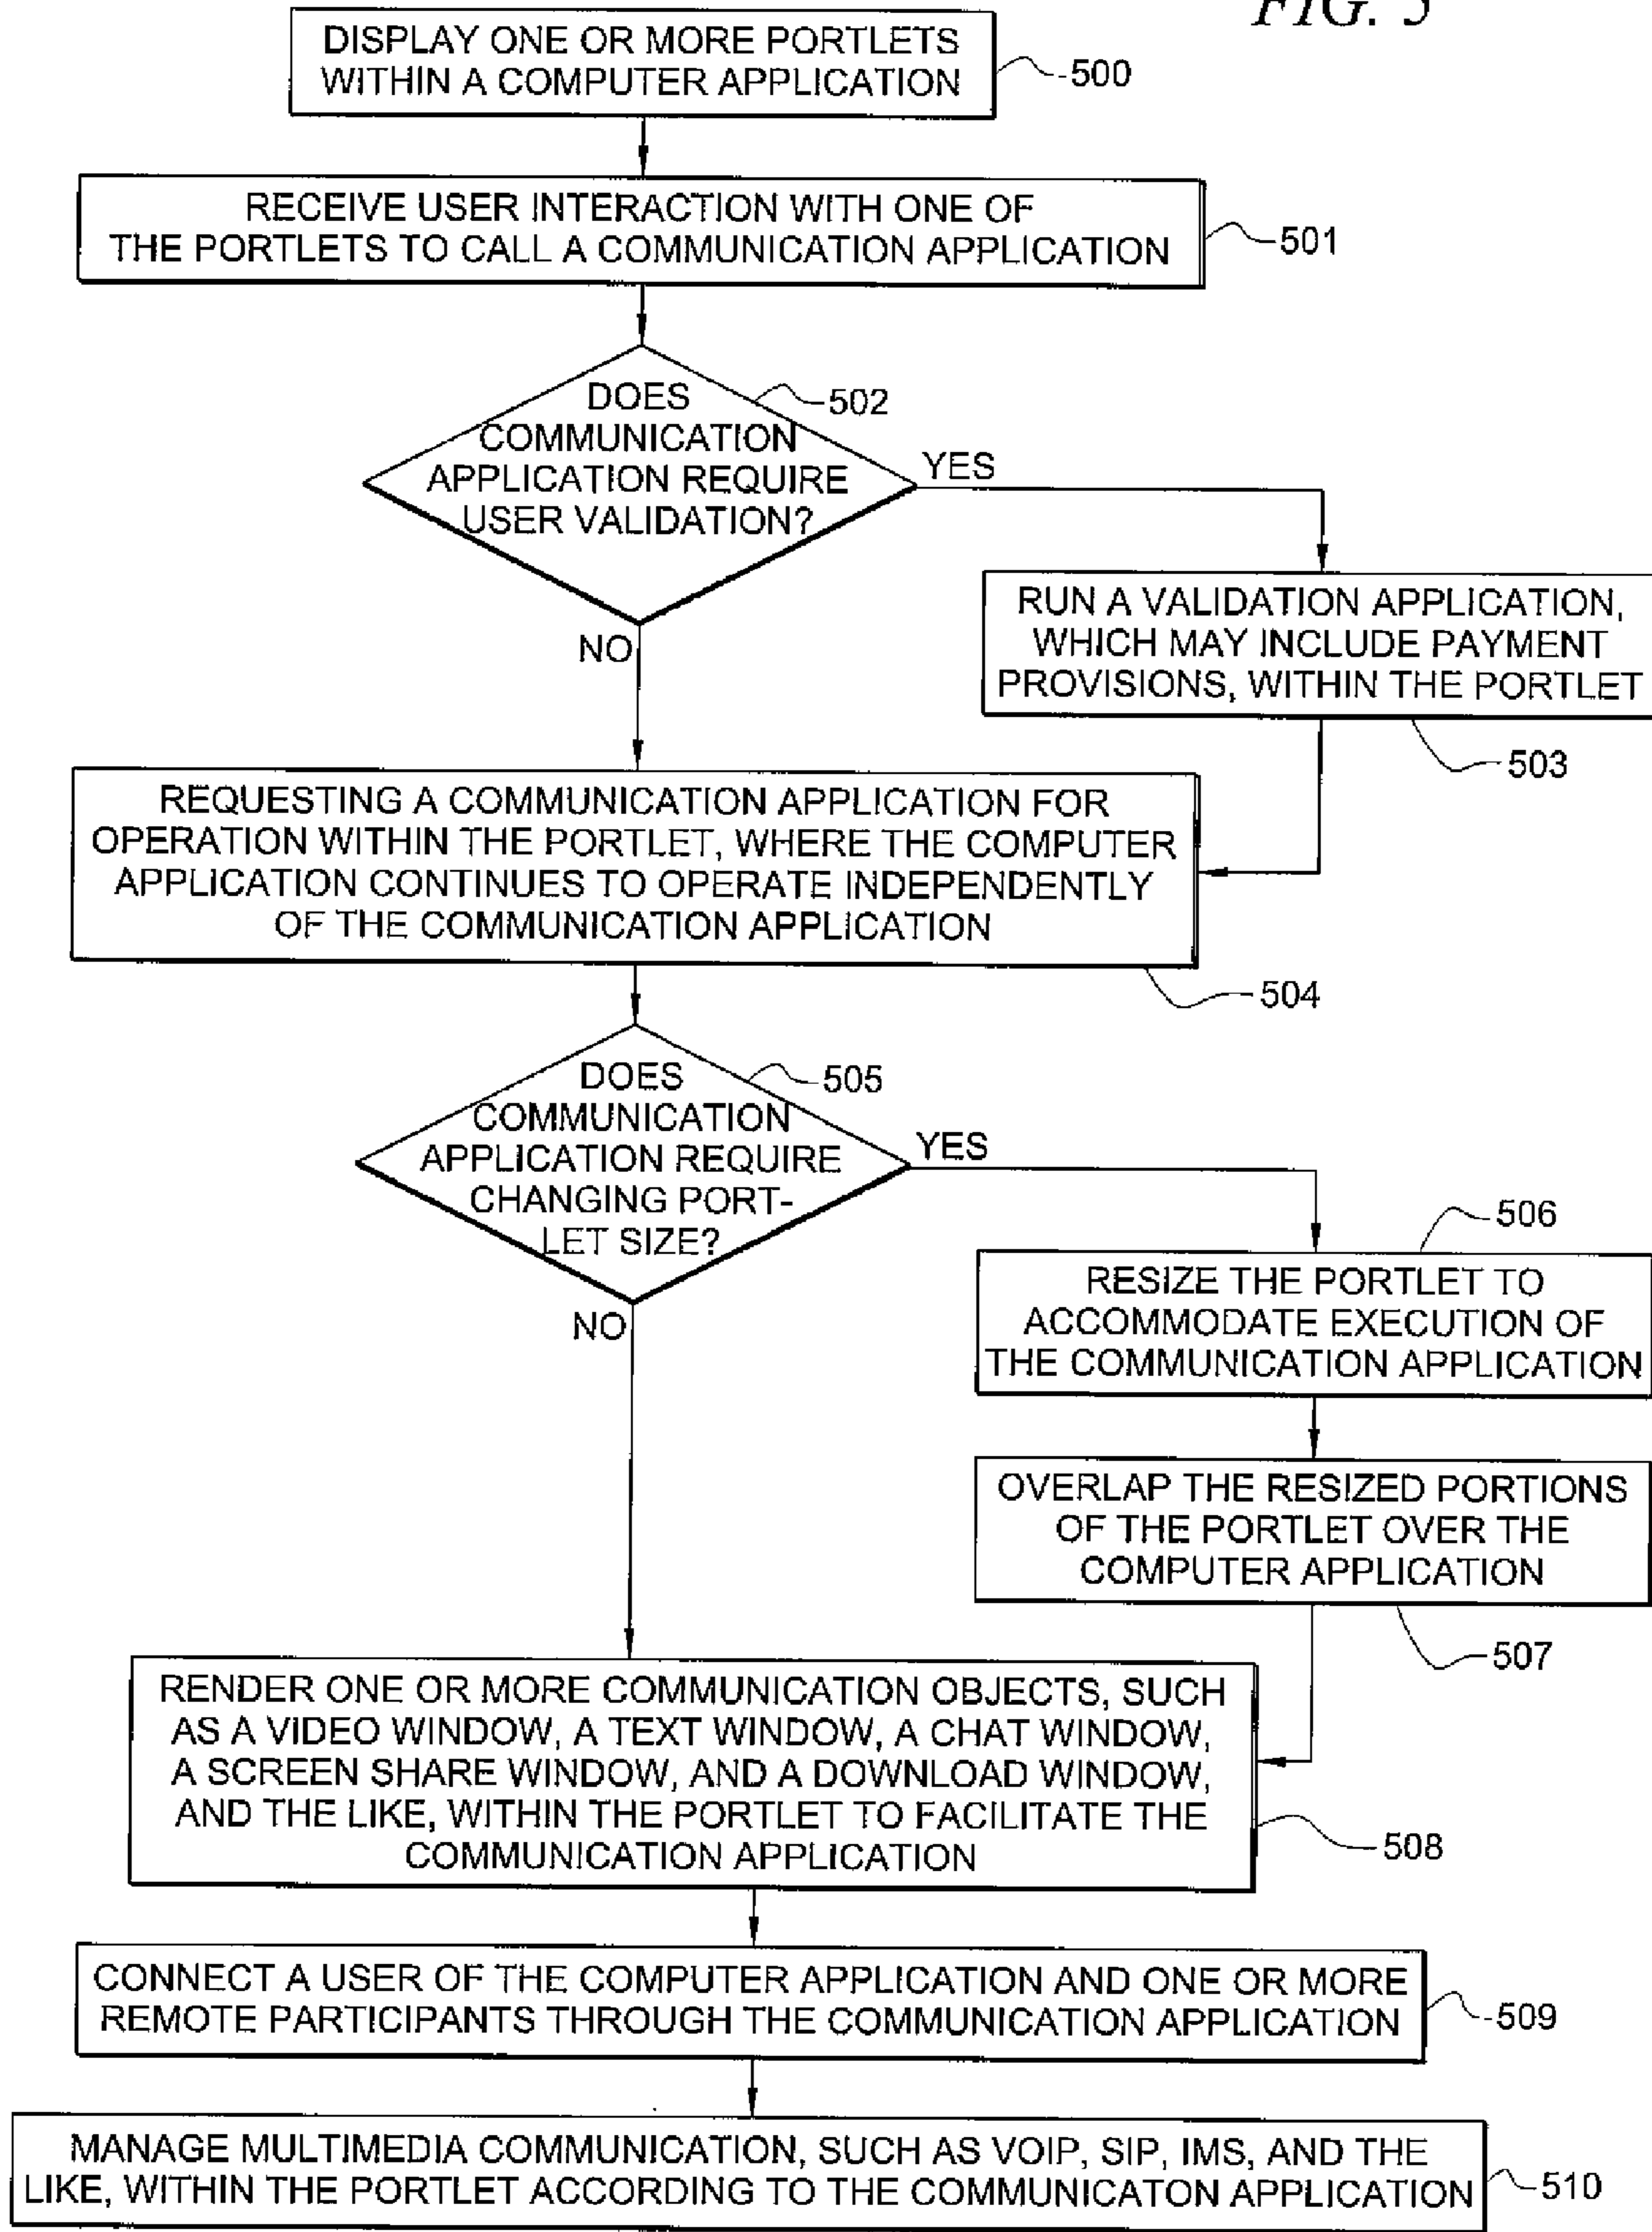 FIG. 5
DISPLAY ONE OR MORE PORTLETS
WITHIN A COMPUTER APPLICATION
500
RECEIVE USER INTERACTION WITH ONE OF
THE PORTLETS TO CALL A COMMUNICATION APPLICATION
501
DOES
COMMUNICATION
APPLICATION REQUIRE
USER VALIDATION?
502
YES
NO
RUN A VALIDATION APPLICATION,
WHICH MAY INCLUDE PAYMENT
PROVISIONS, WITHIN THE PORTLET
503
REQUESTING A COMMUNICATION APPLICATION FOR
OPERATION WITHIN THE PORTLET, WHERE THE COMPUTER
APPLICATION CONTINUES TO OPERATE INDEPENDENTLY
OF THE COMMUNICATION APPLICATION
504
DOES
COMMUNICATION
APPLICATION REQUIRE
CHANGING PORT-
LET SIZE?
505
YES
NO
506
RESIZE THE PORTLET TO
ACCOMMODATE EXECUTION OF
THE COMMUNICATION APPLICATION
OVERLAP THE RESIZED PORTIONS
OF THE PORTLET OVER THE
COMPUTER APPLICATION
507
RENDER ONE OR MORE COMMUNICATION OBJECTS, SUCH
AS A VIDEO WINDOW, A TEXT WINDOW, A CHAT WINDOW,
A SCREEN SHARE WINDOW, AND A DOWNLOAD WINDOW,
AND THE LIKE, WITHIN THE PORTLET TO FACILITATE THE
COMMUNICATION APPLICATION
508
CONNECT A USER OF THE COMPUTER APPLICATION AND ONE OR MORE
REMOTE PARTICIPANTS THROUGH THE COMMUNICATION APPLICATION
509
MANAGE MULTIMEDIA COMMUNICATION, SUCH AS VOIP, SIP, IMS, AND THE
LIKE, WITHIN THE PORTLET ACCORDING TO THE COMMUNICATON APPLICATION
510